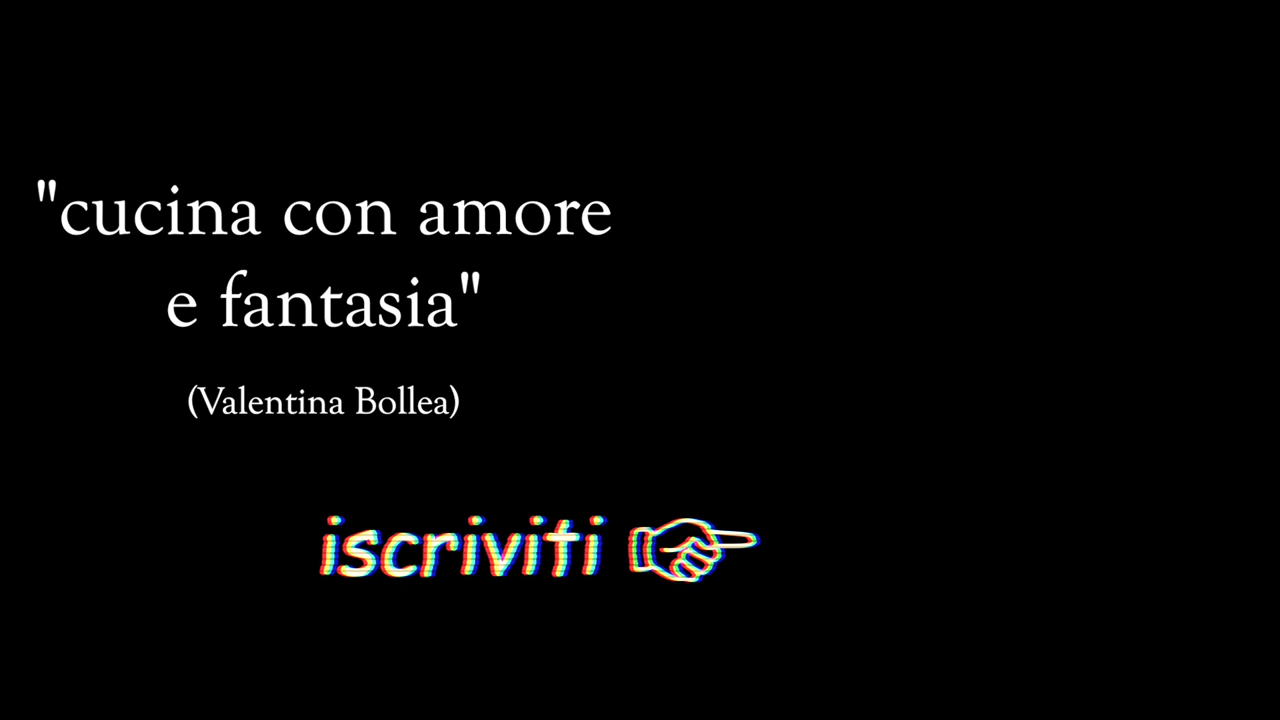 "cucina con amore
e fantasia"
(Valentina Bollea)
iscriviti